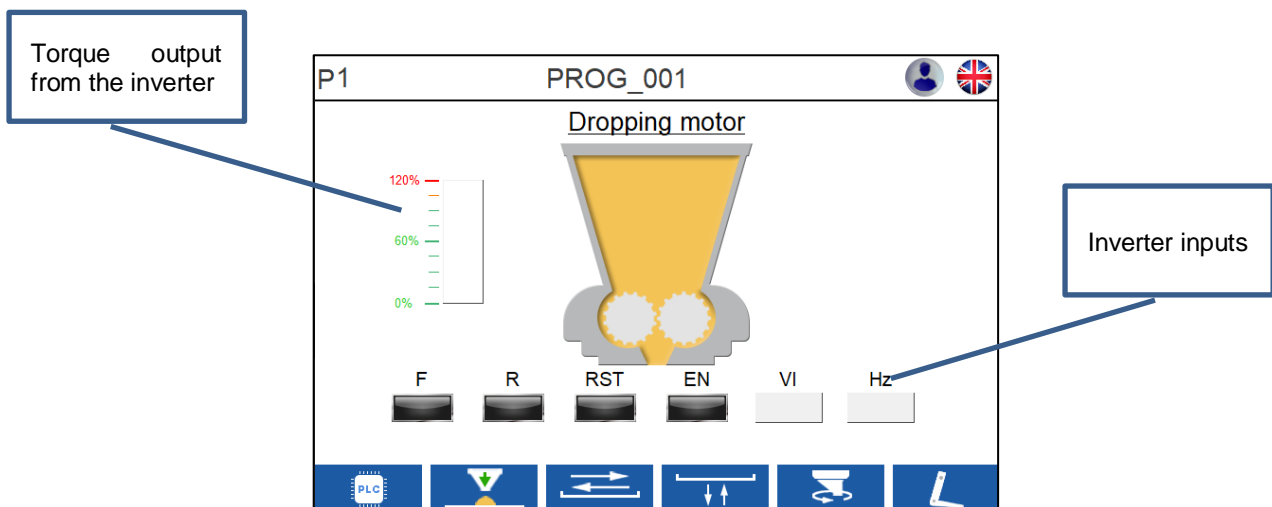 Torque output
from the inverter
P1 PROG_001
Dropping motor
120%
60%
0%
Inverter inputs
F R RST EN VI Hz
PLC